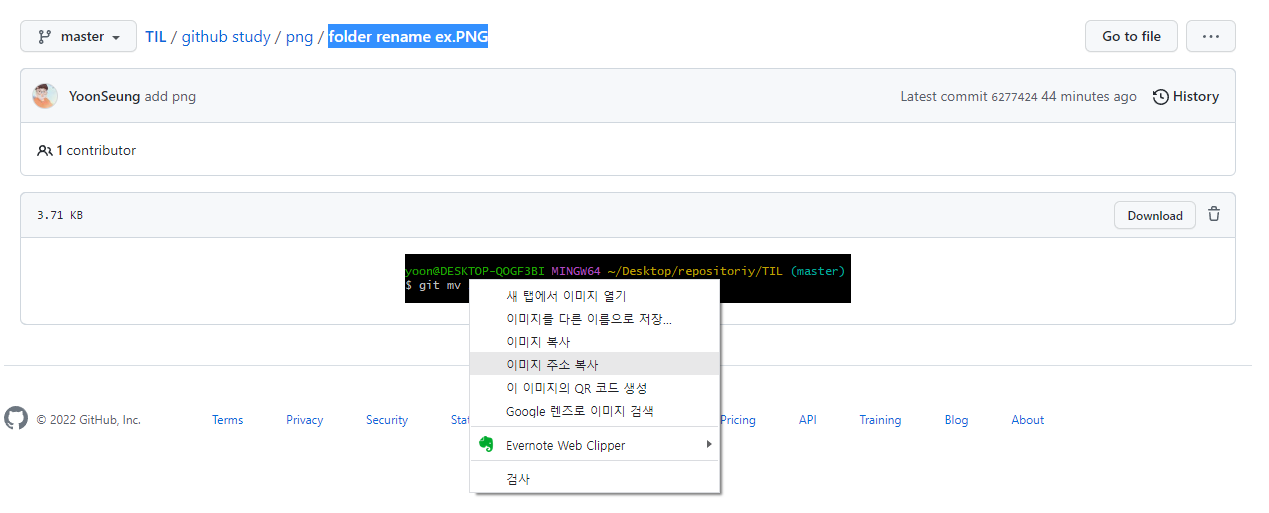 master TIL / github study / png / folder rename ex.PNG Go to file ...
YoonSeung add png Latest commit 6277424 44 minutes ago History
1 contributor
3.71 KB Download
yoon@DESKTOP-QOGF3BI MINGW64 ~/Desktop/repositoriy/TIL (master)
$ git mv
새 탭에서 이미지 열기
이미지를 다른 이름으로 저장...
이미지 복사
이미지 주소 복사
이 이미지의 QR 코드 생성
Google 렌즈로 이미지 검색
Evernote Web Clipper
검사
© 2022 GitHub, Inc. Terms Privacy Security Pricing API Training Blog About